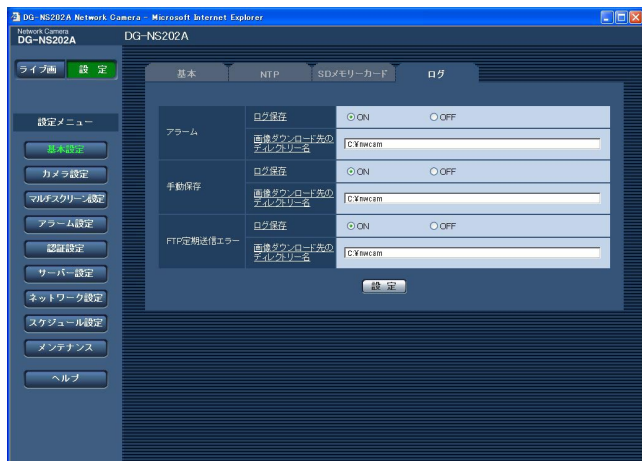 DG-NS202A Network Camera - Microsoft Internet Explorer
Network Camera
DG-NS202A
DG-NS202A
ライブ画 設 定
基本 NTP SDメモリーカード ログ
設定メニュー
基本設定
カメラ設定
マルチスクリーン設定
アラーム設定
認証設定
サーバー設定
ネットワーク設定
スケジュール設定
メンテナンス
ヘルプ
アラーム
ログ保存 ON OFF
画像ダウンロード先の
ディレクトリー名
C:¥nwcam
手動保存
ログ保存 ON OFF
画像ダウンロード先の
ディレクトリー名
C:¥nwcam
FTP定期送信エラー
ログ保存 ON OFF
画像ダウンロード先の
ディレクトリー名
C:¥nwcam
設 定